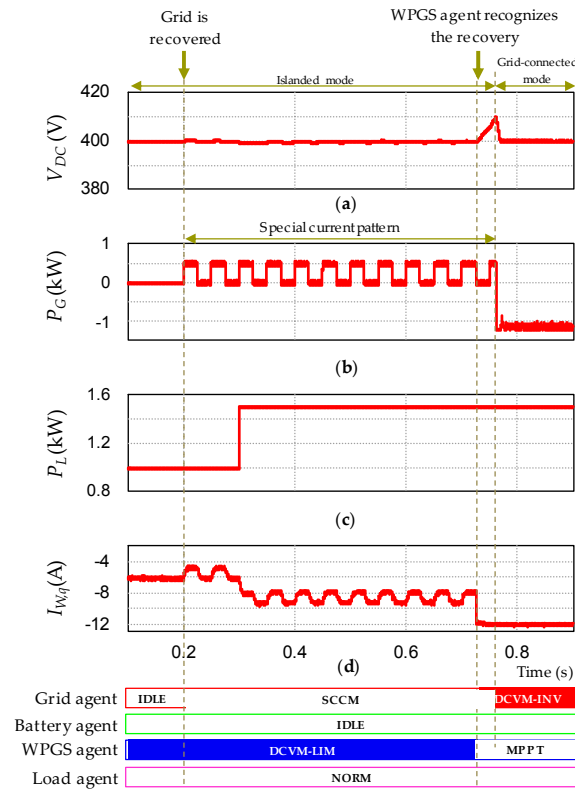 Grid is
recovered
WPGS agent recognizes
the recovery
Islanded mode
Grid-connected
mode
420
400
380
V_DC (V)
(a)
Special current pattern
1
0
-1
P_G (kW)
(b)
1.6
1.2
0.8
P_L (kW)
(c)
-4
-8
-12
I_W,q (A)
0.2
0.4
0.6
0.8
(d)
Time (s)
Grid agent IDLE SCCM DCVM-INV
Battery agent IDLE
WPGS agent DCVM-LIM MPPT
Load agent NORM